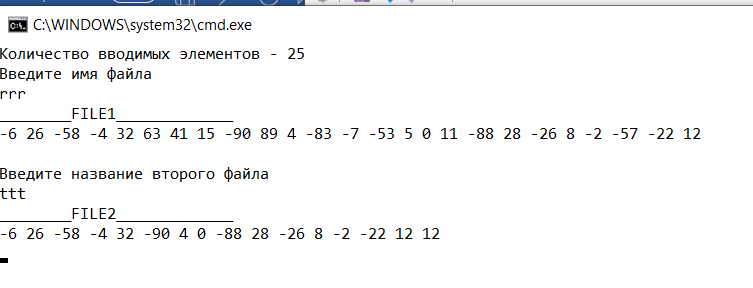 C:\WINDOWS\system32\cmd.exe
Количество вводимых элементов - 25
Введите имя файла
rrr
________FILE1_____________
-6 26 -58 -4 32 63 41 15 -90 89 4 -83 -7 -53 5 0 11 -88 28 -26 8 -2 -57 -22 12
Введите название второго файла
ttt
________FILE2_____________
-6 26 -58 -4 32 -90 4 0 -88 28 -26 8 -2 -22 12 12